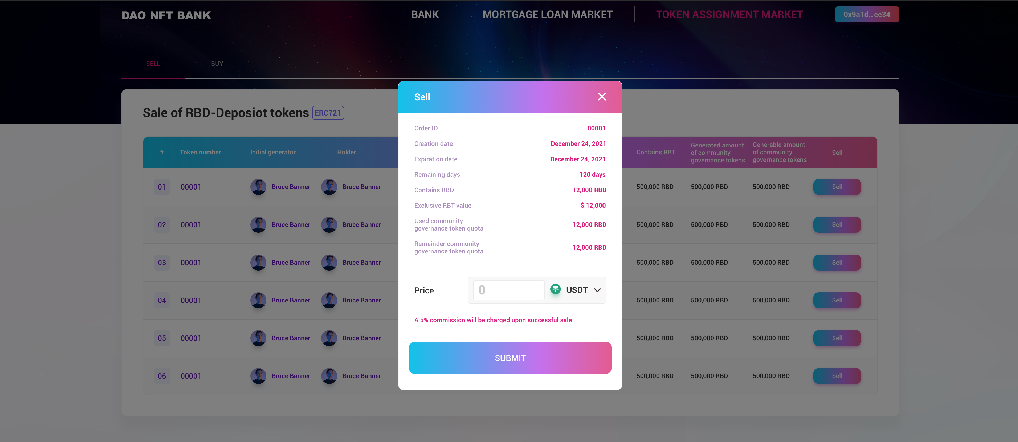 DAO NFT BANK
BANK
MORTGAGE LOAN MARKET
TOKEN ASSIGNMENT MARKET
0x9a1d...ee34
SELL
BUY
Sale of RBD-Deposiot tokens ERC721
#
Token number
Initial generator
Holder
Contains RBT
Generated amount
of community
governance tokens
Generable amount
of community
governance tokens
Sell
01 00001 Bruce Banner Bruce Banner 500,000 RBD 500,000 RBD 500,000 RBD Sell
02 00001 Bruce Banner Bruce Banner 500,000 RBD 500,000 RBD 500,000 RBD Sell
03 00001 Bruce Banner Bruce Banner 500,000 RBD 500,000 RBD 500,000 RBD Sell
04 00001 Bruce Banner Bruce Banner 500,000 RBD 500,000 RBD 500,000 RBD Sell
05 00001 Bruce Banner Bruce Banner 500,000 RBD 500,000 RBD 500,000 RBD Sell
06 00001 Bruce Banner Bruce Banner 500,000 RBD 500,000 RBD 500,000 RBD Sell
Sell
Order ID 00001
Creation date December 24, 2021
Expiration date December 24, 2021
Remaining days 120 days
Contains RBD 12,000 RBD
Exclusive RBT value $ 12,000
Used community
governance token quota 12,000 RBD
Remainder community
governance token quota 12,000 RBD
Price 0 USDT
A 5% commission will be charged upon successful sale
SUBMIT